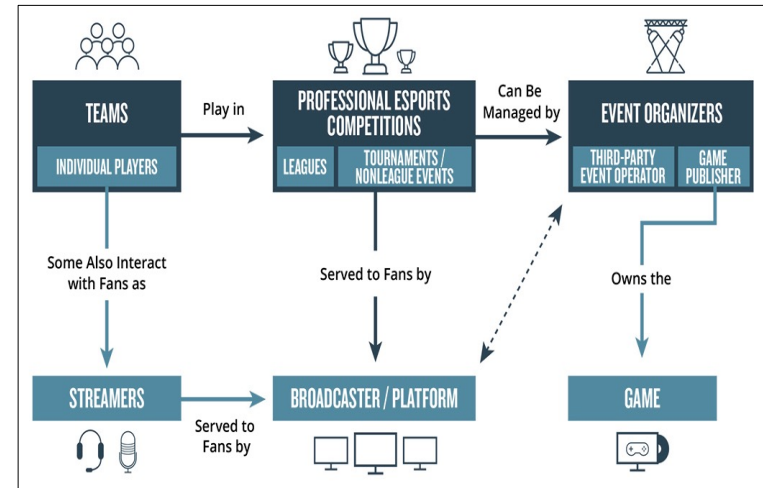 TEAMS
INDIVIDUAL PLAYERS
Play in
PROFESSIONAL ESPORTS
COMPETITIONS
LEAGUES
TOURNAMENTS /
NONLEAGUE EVENTS
Can Be
Managed by
EVENT ORGANIZERS
THIRD-PARTY
EVENT OPERATOR
GAME
PUBLISHER
Some Also Interact
with Fans as
Served to Fans by
Owns the
STREAMERS
Served to
Fans by
BROADCASTER / PLATFORM
GAME